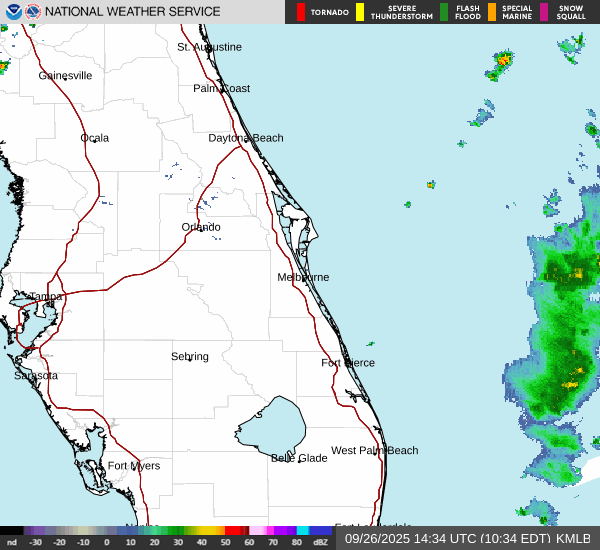 NATIONAL WEATHER SERVICE
TORNADO
SEVERE THUNDERSTORM
FLASH FLOOD
SPECIAL MARINE
SNOW SQUALL
St. Augustine
Gainesville
Palm Coast
Ocala
Daytona Beach
Orlando
Melbourne
Tampa
Sebring
Fort Pierce
Sarasota
West Palm Beach
Belle Glade
Fort Myers
nd -30 -20 -10 0 10 20 30 40 50 60 70 80 dBZ
09/26/2025 14:34 UTC (10:34 EDT) KMLB